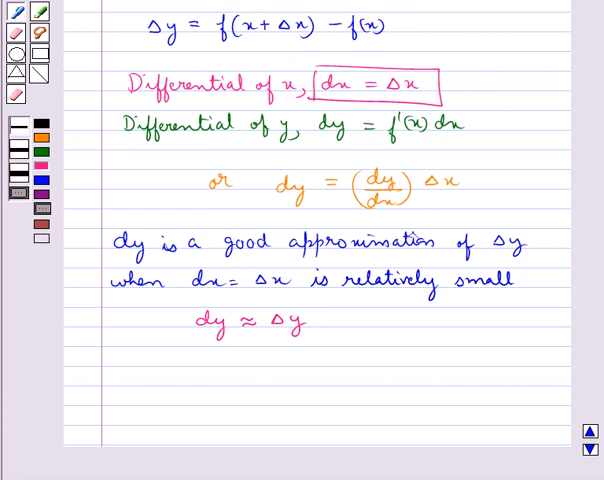 Δy = f(x + Δx) - f(x)
Differential of x, dx = Δx
Differential of y, dy = f'(x) dx
or dy = (dy/dx) Δx
dy is a good approximation of Δy
when dx = Δx is relatively small
dy ≈ Δy